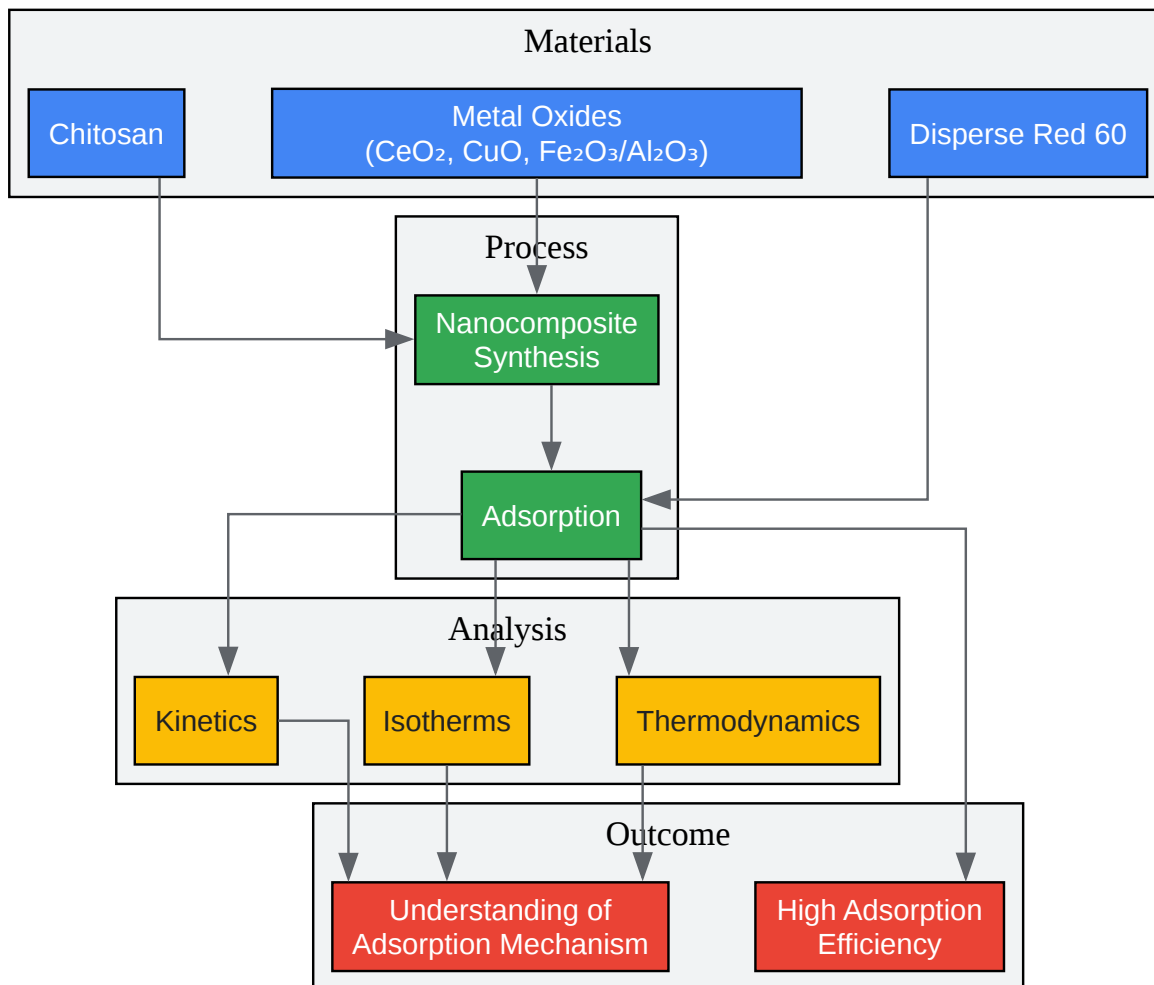 Materials
Chitosan
Metal Oxides
(CeO₂, CuO, Fe₂O₃/Al₂O₃)
Disperse Red 60
Process
Nanocomposite
Synthesis
Adsorption
Analysis
Kinetics
Isotherms
Thermodynamics
Outcome
Understanding of
Adsorption Mechanism
High Adsorption
Efficiency